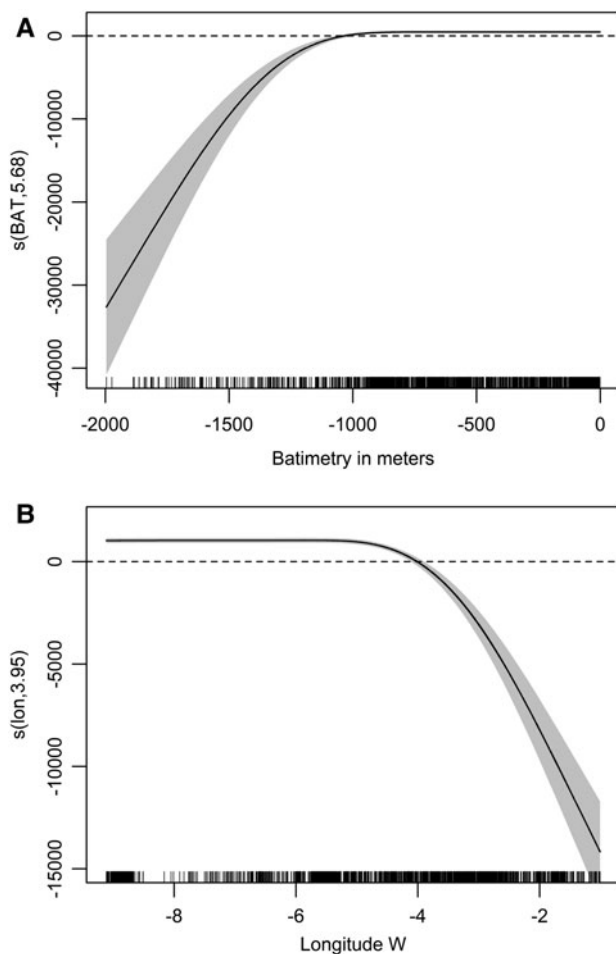 A
0
-10000
-20000
-30000
-40000
s(BAT,5.68)
-2000 -1500 -1000 -500 0
Batimetry in meters
B
0
-5000
-10000
-15000
s(lon,3.95)
-8 -6 -4 -2
Longitude W